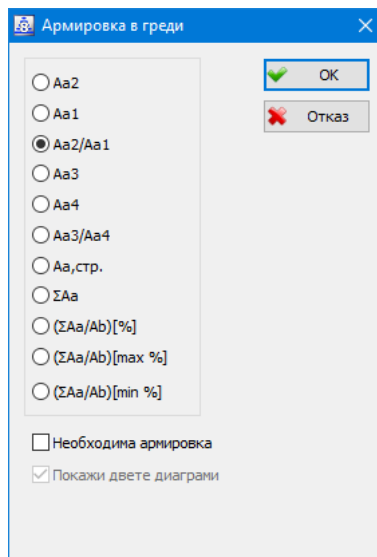 Армировка в греди
Aa2
Aa1
Aa2/Aa1
Aa3
Aa4
Aa3/Aa4
Aa,стр.
ΣAa
(ΣAa/Ab)[%]
(ΣAa/Ab)[max %]
(ΣAa/Ab)[min %]
OK
Отказ
Необходима армировка
Покажи двете диаграми